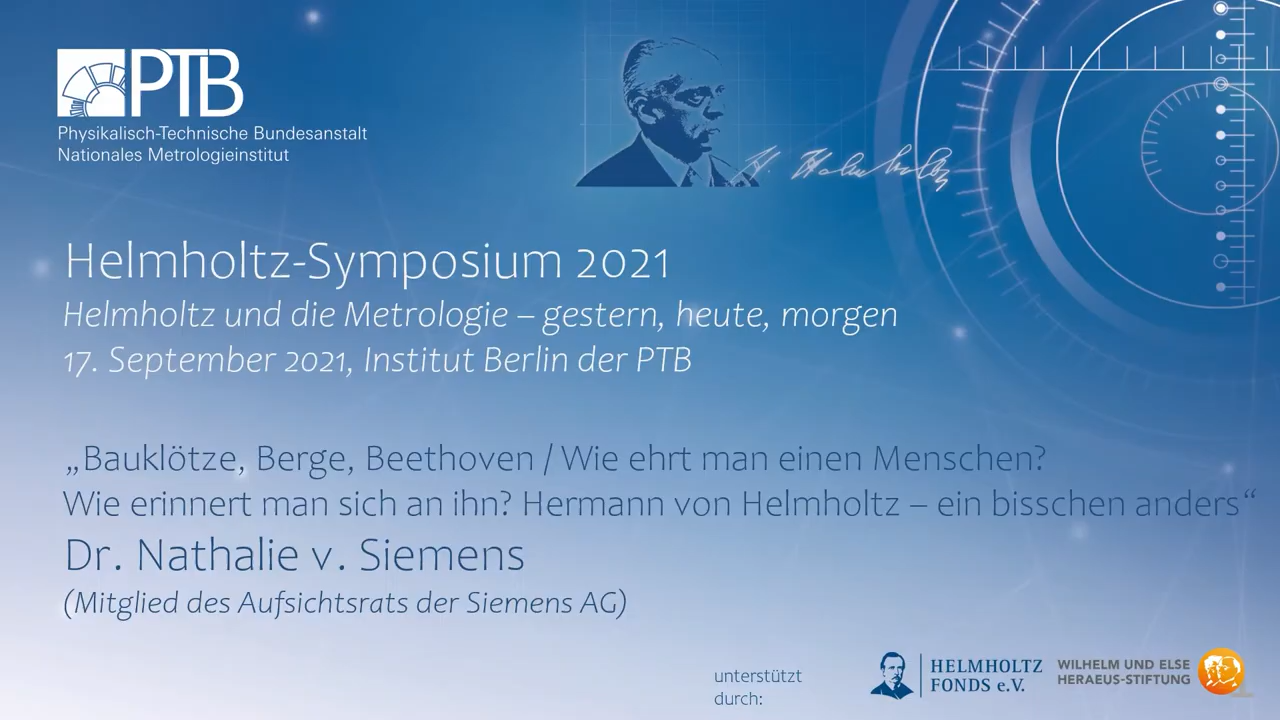 PTB
Physikalisch-Technische Bundesanstalt
Nationales Metrologieinstitut
H. Helmholtz
Helmholtz-Symposium 2021
Helmholtz und die Metrologie – gestern, heute, morgen
17. September 2021, Institut Berlin der PTB
„Bauklötze, Berge, Beethoven / Wie ehrt man einen Menschen?
Wie erinnert man sich an ihn? Hermann von Helmholtz – ein bisschen anders“
Dr. Nathalie v. Siemens
(Mitglied des Aufsichtsrats der Siemens AG)
unterstützt
durch:
HELMHOLTZ
FONDS e.V.
WILHELM UND ELSE
HERAEUS-STIFTUNG